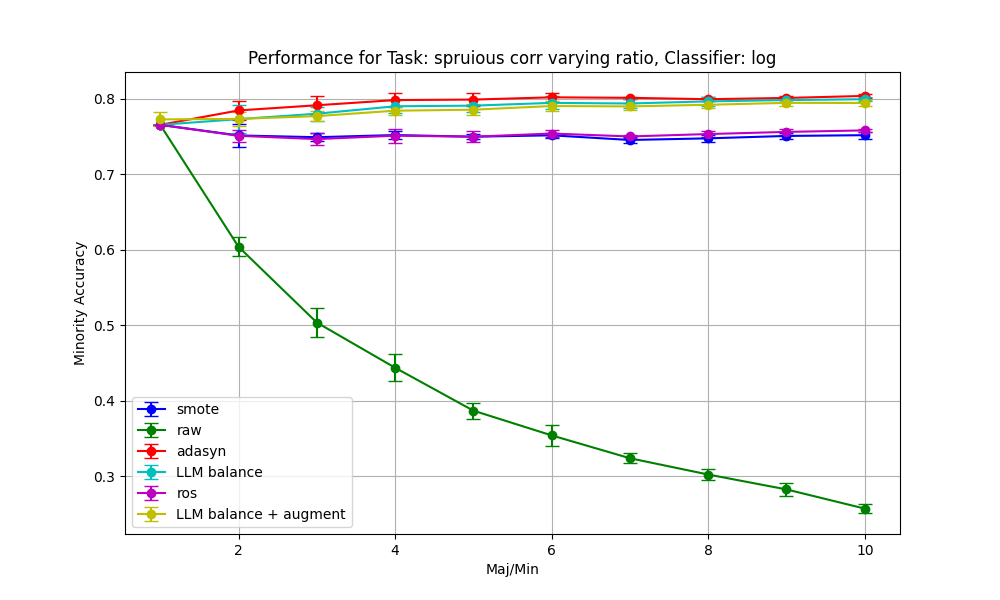 Performance for Task: spruious corr varying ratio, Classifier: log
Minority Accuracy
0.8
0.7
0.6
0.5
0.4
0.3
smote
raw
adasyn
LLM balance
ros
LLM balance + augment
2 4 6 8 10
Maj/Min